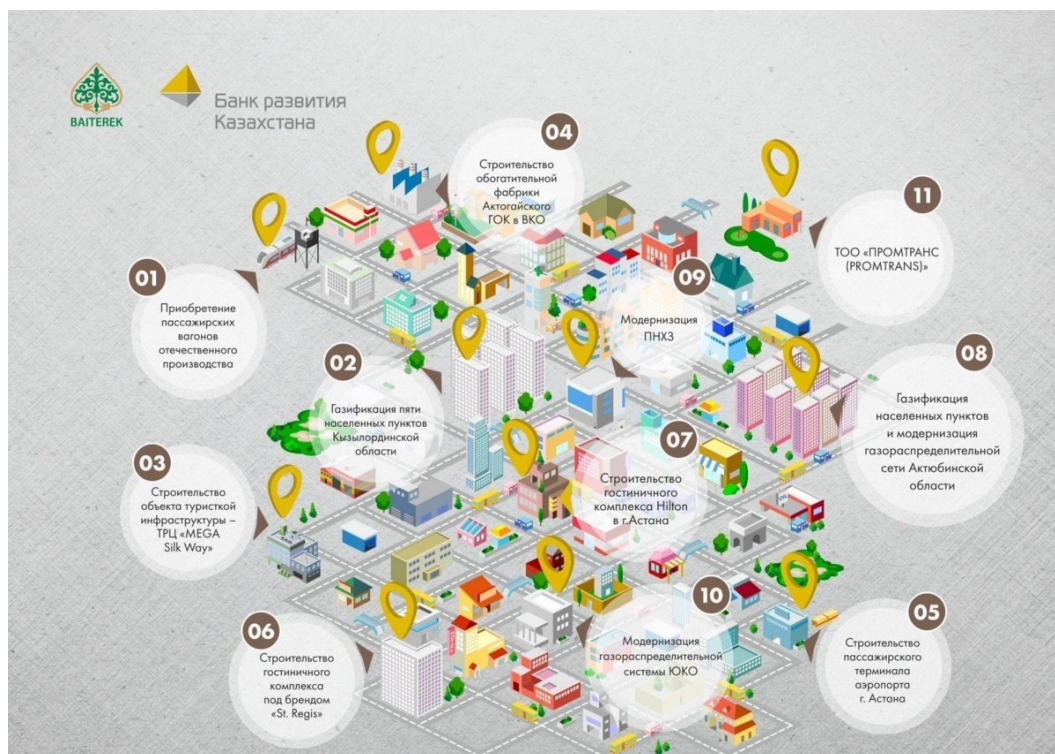 BAITEREK
Банк развития
Казахстана
01
Приобретение
пассажирских
вагонов
отечественного
производства
02
Газификация пяти
населенных пунктов
Кызылординской
области
03
Строительство
объекта туристкой
инфраструктуры –
ТРЦ «MEGA
Silk Way»
04
Строительство
обогатительной
фабрики
Актогайского
ГОК в ВКО
05
Строительство
пассажирского
терминала
аэропорта
г. Астана
06
Строительство
гостиничного
комплекса
под брендом
«St. Regis»
07
Строительство
гостиничного
комплекса Hilton
в г.Астана
08
Газификация
населенных пунктов
и модернизация
газораспределительной
сети Актюбинской
области
09
Модернизация
ПНХЗ
10
Модернизация
газораспределительной
системы ЮКО
11
ТОО «ПРОМТРАНС
(PROMTRANS)»